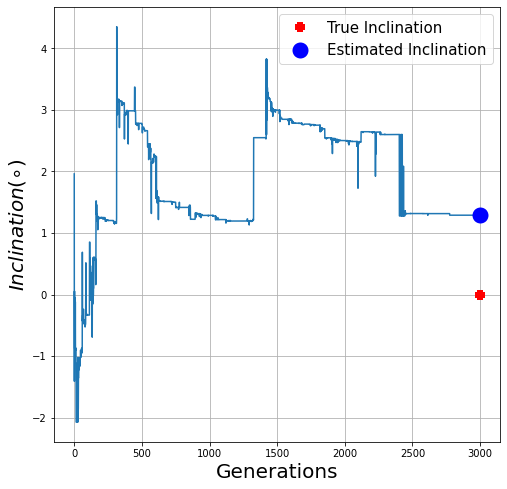 True Inclination
Estimated Inclination
4
3
2
1
0
−1
−2
Inclination(∘)
0 500 1000 1500 2000 2500 3000
Generations